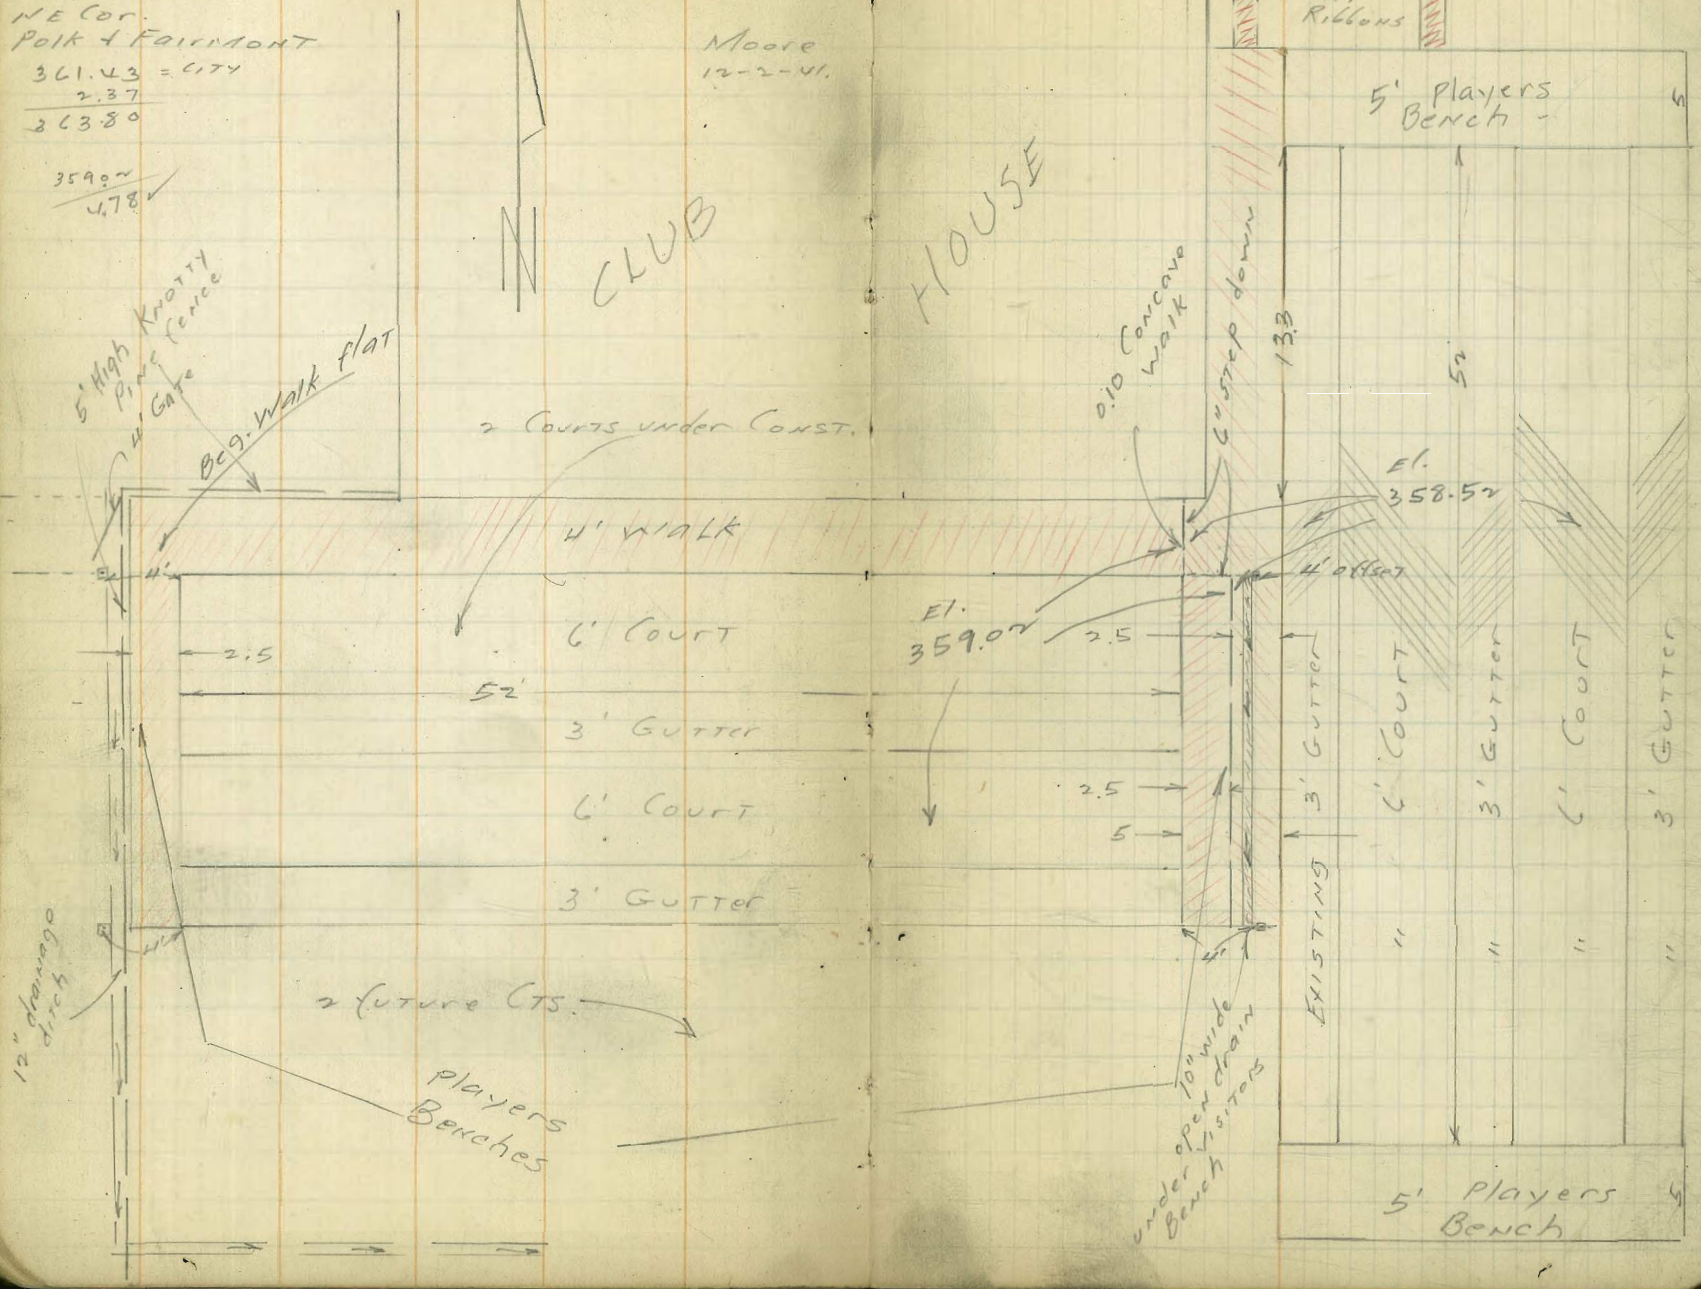 NE Cor.
Polk & Fairmont
361.43 = CITY
2.37
363.80
359.02
4.78 ✓
Moore
12-2-41.
Ribbons
5' Players
Bench -
5
CLUB
HOUSE
5' High Knotty
Pine Fence
4' Gate
Beg. Walk flat
2 Courts under Const.
0.10 Concave
Walk
6" Step down
13.3
52
El.
358.52
4' Walk
4'
4' offset
El.
359.02
2.5
2.5
6' Court
52'
3' Gutter
6' Court
2.5
5
3' Gutter
4'
4'
12" drainage
ditch
2 future CTS.
Players
Benches
10" wide
open drain
under visitors
Bench
EXISTING 3' Gutter
" 6' Court
" 3' Gutter
" 6' Court
" 3' Gutter
5' Players
Bench
5